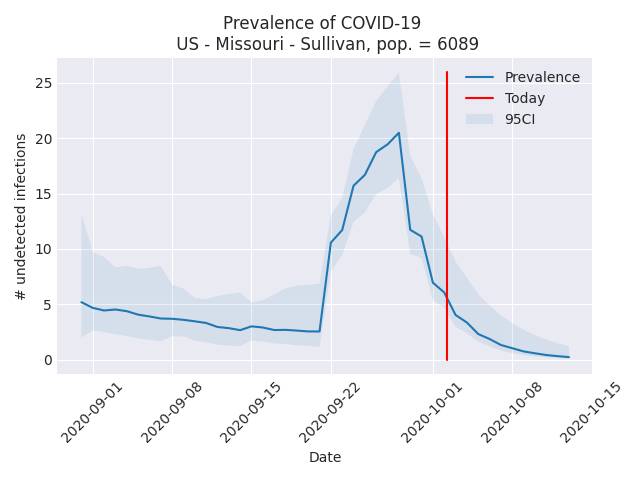 Prevalence of COVID-19
US - Missouri - Sullivan, pop. = 6089
Prevalence
Today
95CI
25
20
15
10
5
0
# undetected infections
2020-09-01
2020-09-08
2020-09-15
2020-09-22
2020-10-01
2020-10-08
2020-10-15
Date